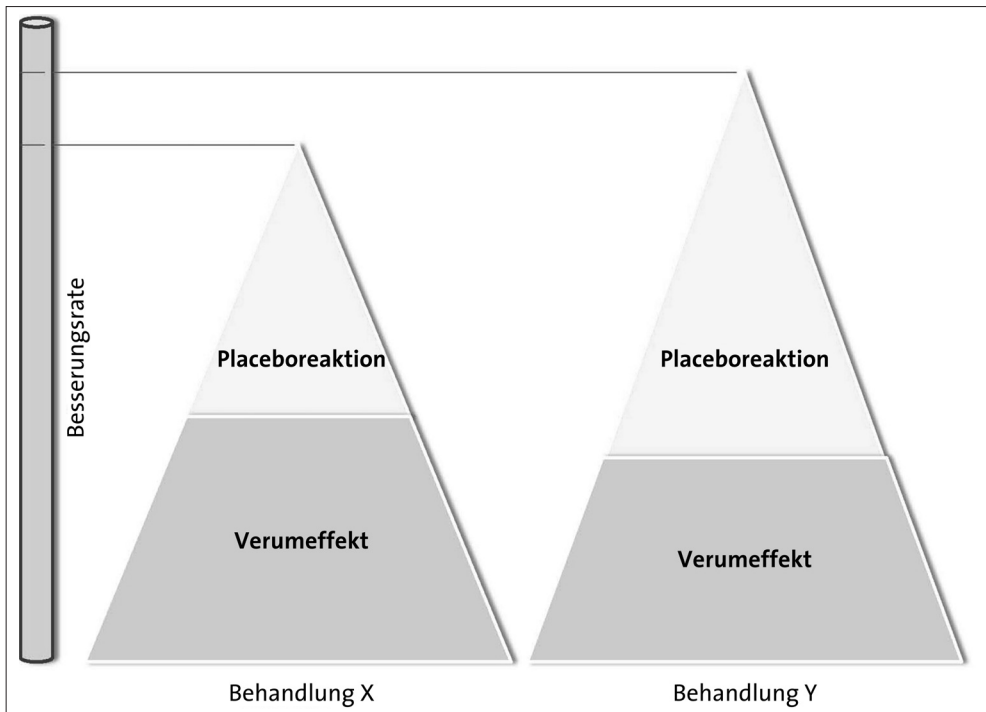 Besserungsrate
Placeboreaktion
Placeboreaktion
Verumeffekt
Verumeffekt
Behandlung X
Behandlung Y